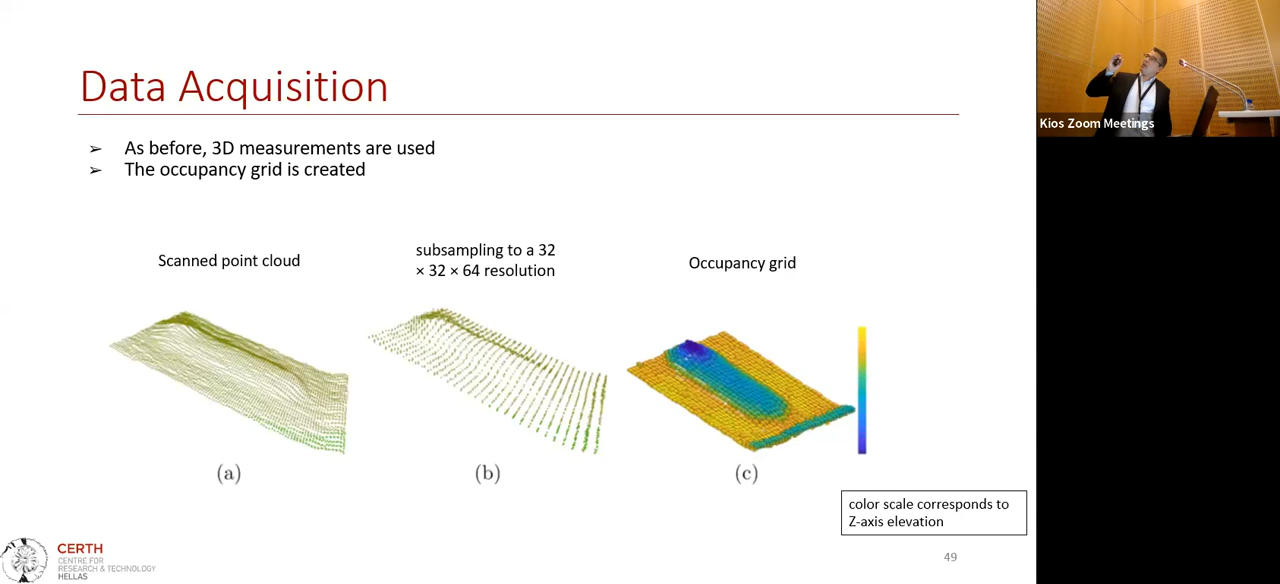 Data Acquisition
➢ As before, 3D measurements are used
➢ The occupancy grid is created
Scanned point cloud
subsampling to a 32
× 32 × 64 resolution
Occupancy grid
(a)
(b)
(c)
color scale corresponds to
Z-axis elevation
CERTH
CENTRE FOR
RESEARCH & TECHNOLOGY
HELLAS
49
Kios Zoom Meetings